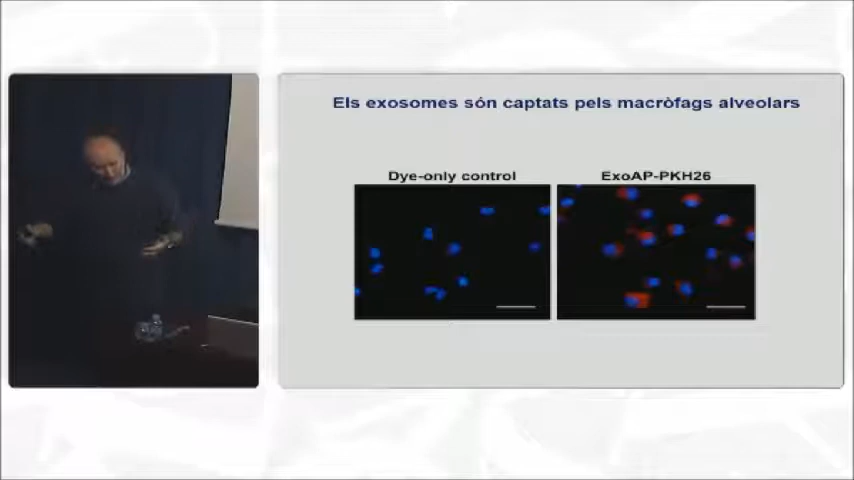 Els exosomes són captats pels macròfags alveolars
Dye-only control
ExoAP-PKH26